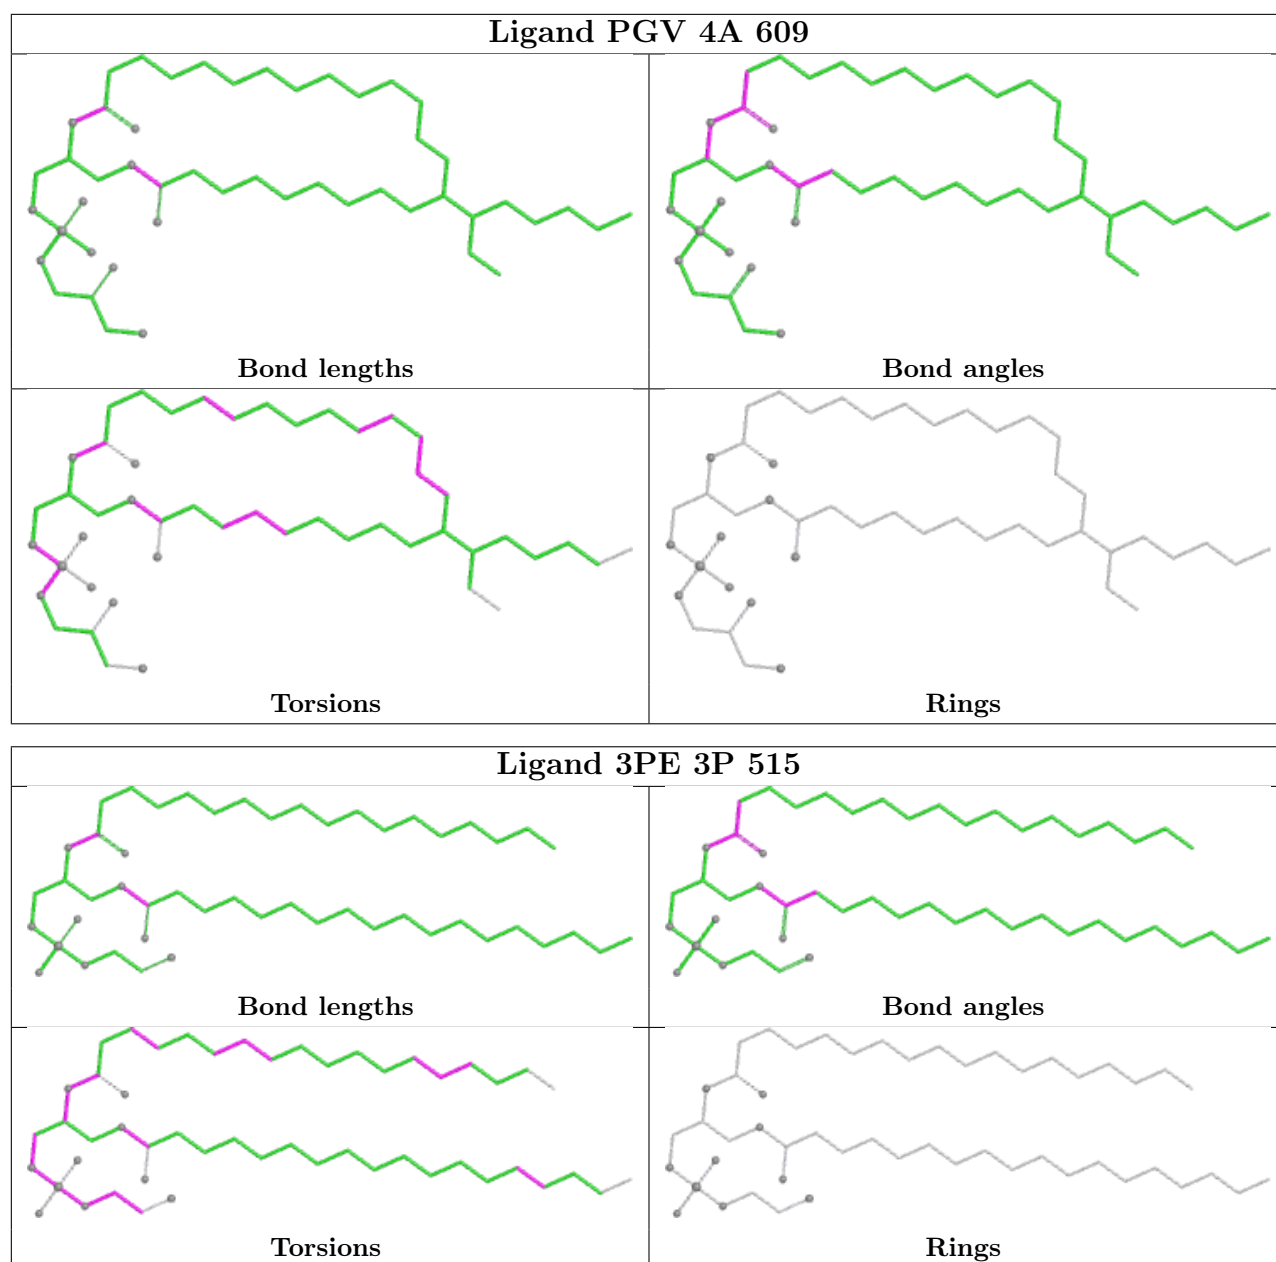 Ligand PGV 4A 609
Bond lengths
Bond angles
Torsions
Rings
Ligand 3PE 3P 515
Bond lengths
Bond angles
Torsions
Rings